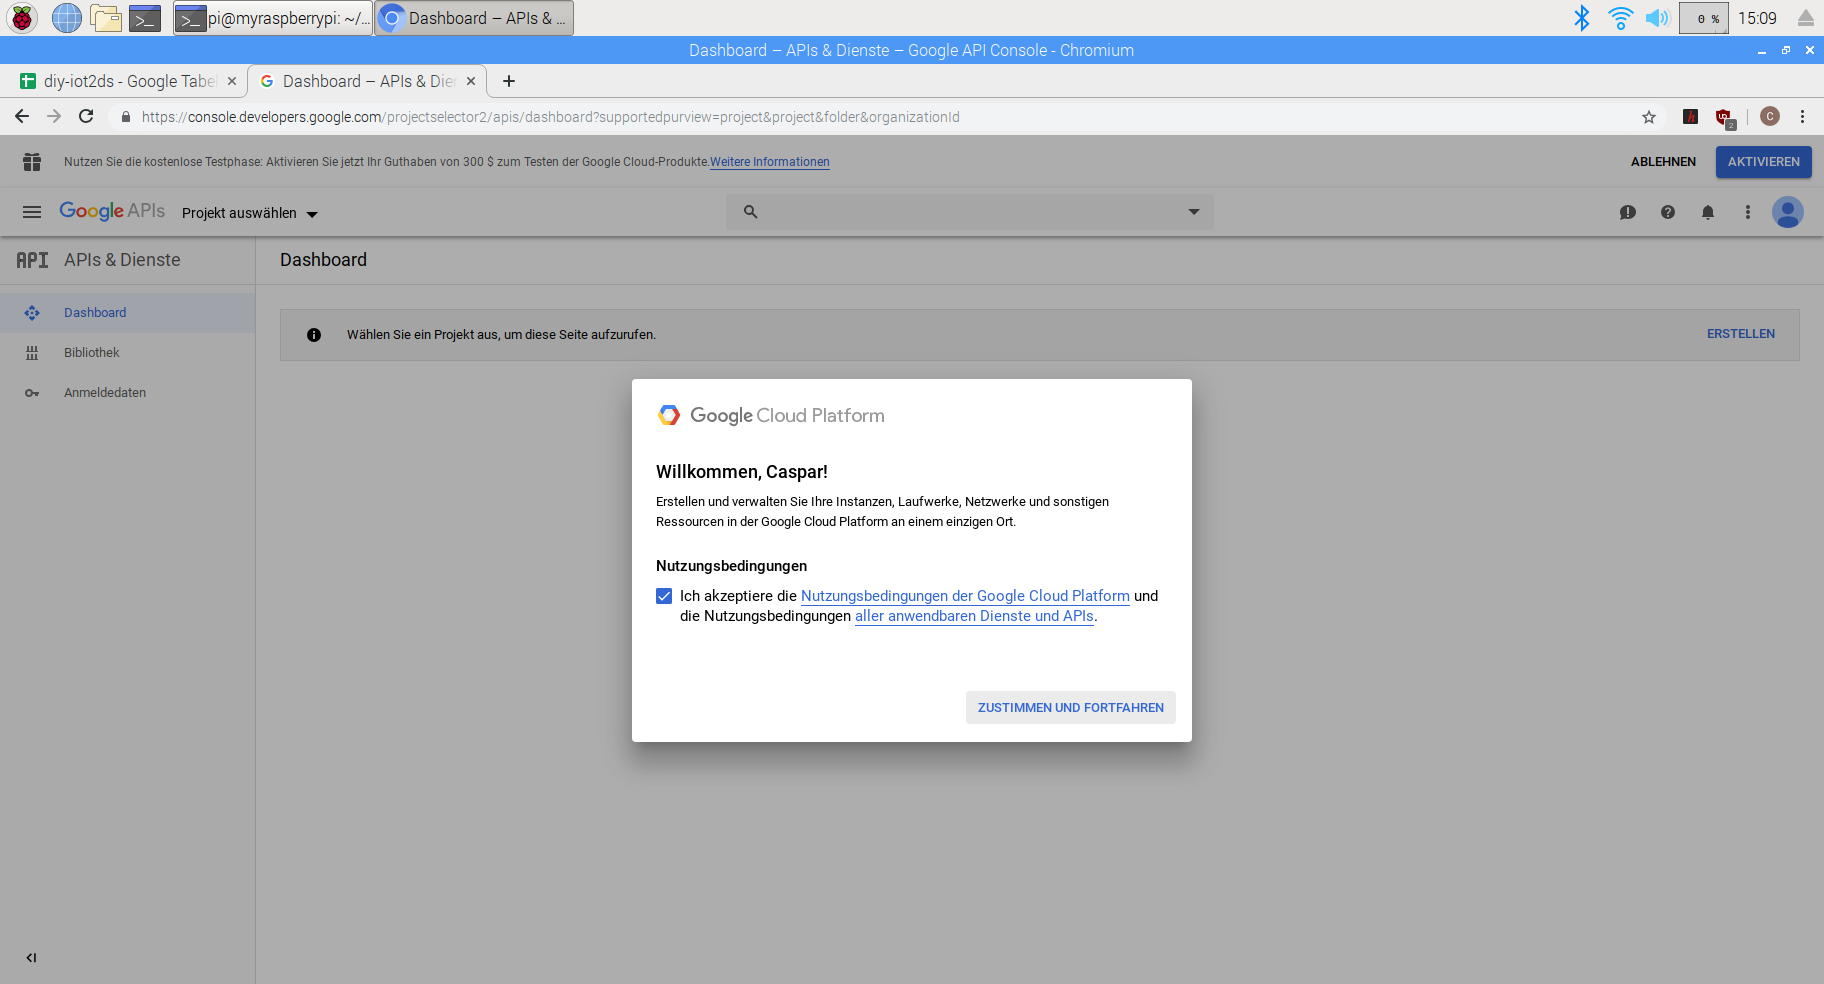 pi@myraspberrypi: ~/... Dashboard – APIs & ... 0 % 15:09
Dashboard – APIs & Dienste – Google API Console - Chromium
diy-iot2ds - Google Tabel Dashboard – APIs & Dien
https://console.developers.google.com/projectselector2/apis/dashboard?supportedpurview=project&project&folder&organizationId 2 C
Nutzen Sie die kostenlose Testphase: Aktivieren Sie jetzt Ihr Guthaben von 300 $ zum Testen der Google Cloud-Produkte.Weitere Informationen ABLEHNEN AKTIVIEREN
Google APIs Projekt auswählen
API APIs & Dienste Dashboard
Dashboard
Wählen Sie ein Projekt aus, um diese Seite aufzurufen. ERSTELLEN
Bibliothek
Anmeldedaten
Google Cloud Platform
Willkommen, Caspar!
Erstellen und verwalten Sie Ihre Instanzen, Laufwerke, Netzwerke und sonstigen
Ressourcen in der Google Cloud Platform an einem einzigen Ort.
Nutzungsbedingungen
Ich akzeptiere die Nutzungsbedingungen der Google Cloud Platform und
die Nutzungsbedingungen aller anwendbaren Dienste und APIs.
ZUSTIMMEN UND FORTFAHREN